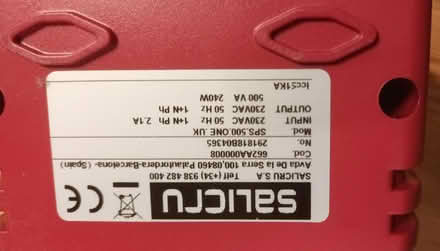 SALICRU
CE
SALICRU S.A Telf (+34) 938 482 400
Avda De la Serra 100,08460 Palautordera-Barcelona- (Spain)
Cod. 662AA000008
No. 291818B04365
Mod. SPS.500.ONE .UK
INPUT 230VAC 50 Hz 1+N Ph 2.1A
OUTPUT 230VAC 50 Hz 1+N Ph
500 VA 240W
Icc≤1KA